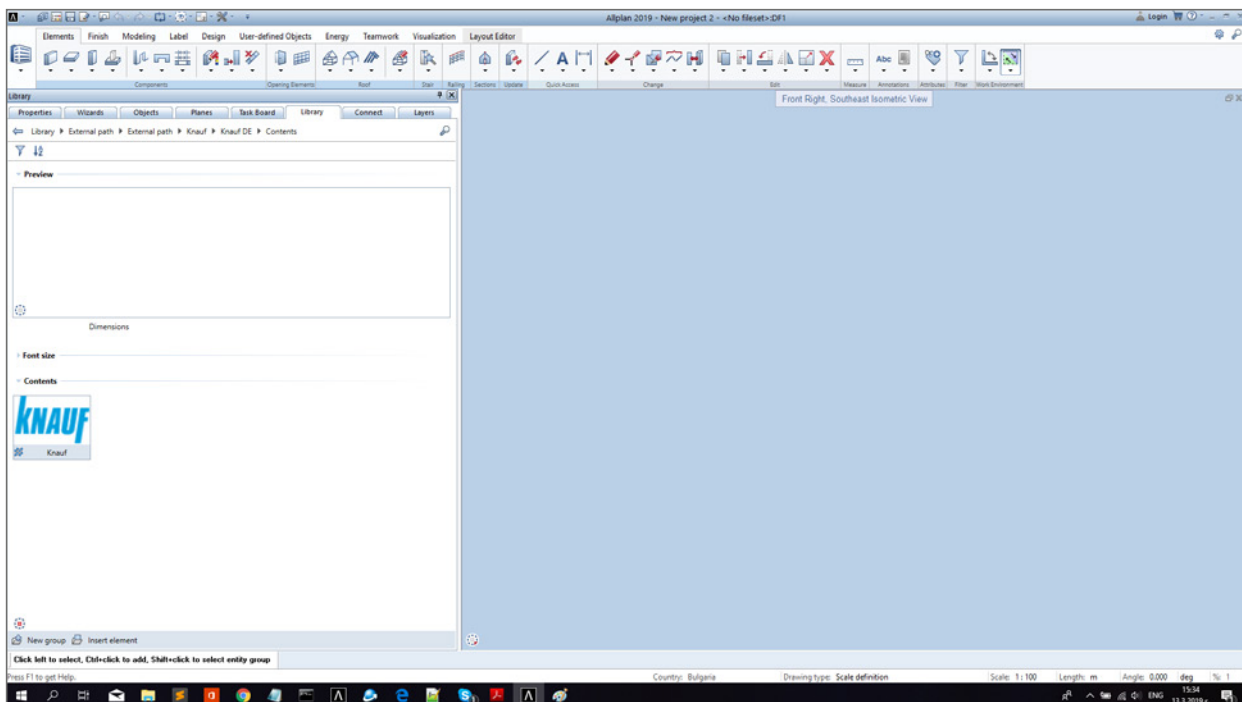 Allplan 2019 - New project 2 - <No fileset>:DF1
Login
Elements Finish Modeling Label Design User-defined Objects Energy Teamwork Visualization Layout Editor
Abc
Components Opening Elements Roof Stair Railing Sections Update Quick Access Change Edit Measure Annotations Attributes Filter Work Environment
Library
Front Right, Southeast Isometric View
Properties Wizards Objects Planes Task Board Library Connect Layers
Library External path External path Knauf Knauf DE Contents
Preview
Dimensions
Font size
Contents
KNAUF
Knauf
New group Insert element
Click left to select, Ctrl+click to add, Shift+click to select entity group
Press F1 to get Help.
Country: Bulgaria Drawing type: Scale definition Scale: 1:100 Length: m Angle: 0.000 deg %: 1
ENG
15:34
13.3.2019 г.